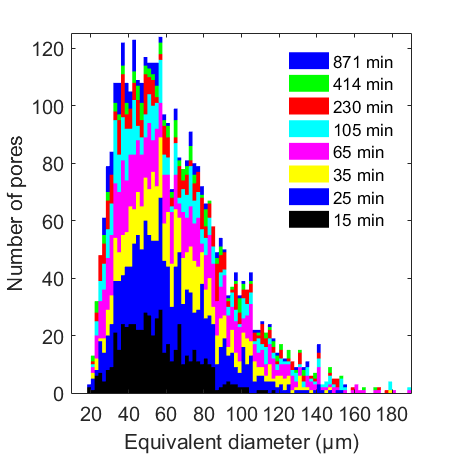 120
100
80
60
40
20
0
Number of pores
871 min
414 min
230 min
105 min
65 min
35 min
25 min
15 min
20 40 60 80 100 120 140 160 180
Equivalent diameter (μm)